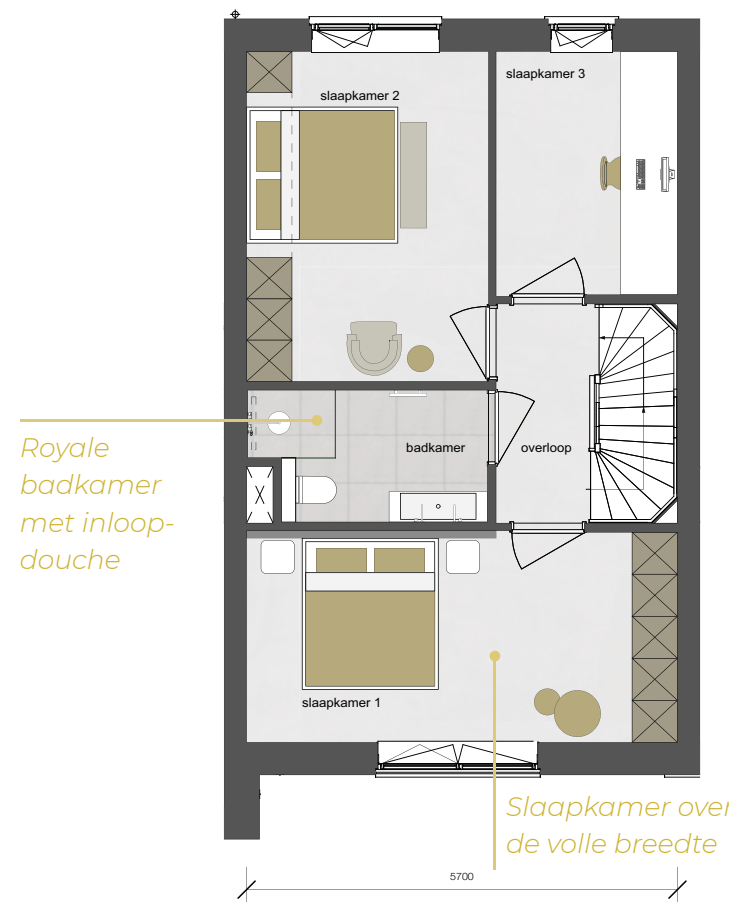 slaapkamer 3
slaapkamer 2
badkamer
overloop
Royale
badkamer
met inloop-
douche
slaapkamer 1
Slaapkamer over
de volle breedte
5700